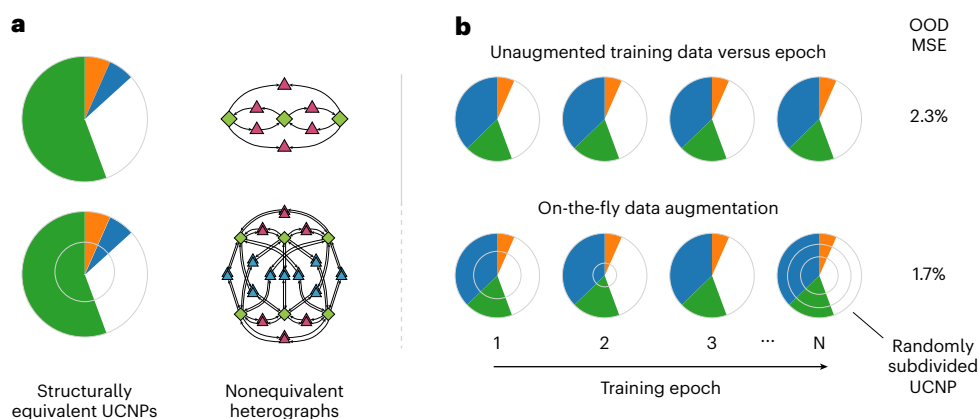 a
Structurally
equivalent UCNPs
Nonequivalent
heterographs
b
Unaugmented training data versus epoch
OOD
MSE
2.3%
On-the-fly data augmentation
1.7%
1 2 3 ... N
Training epoch
Randomly
subdivided
UCNP